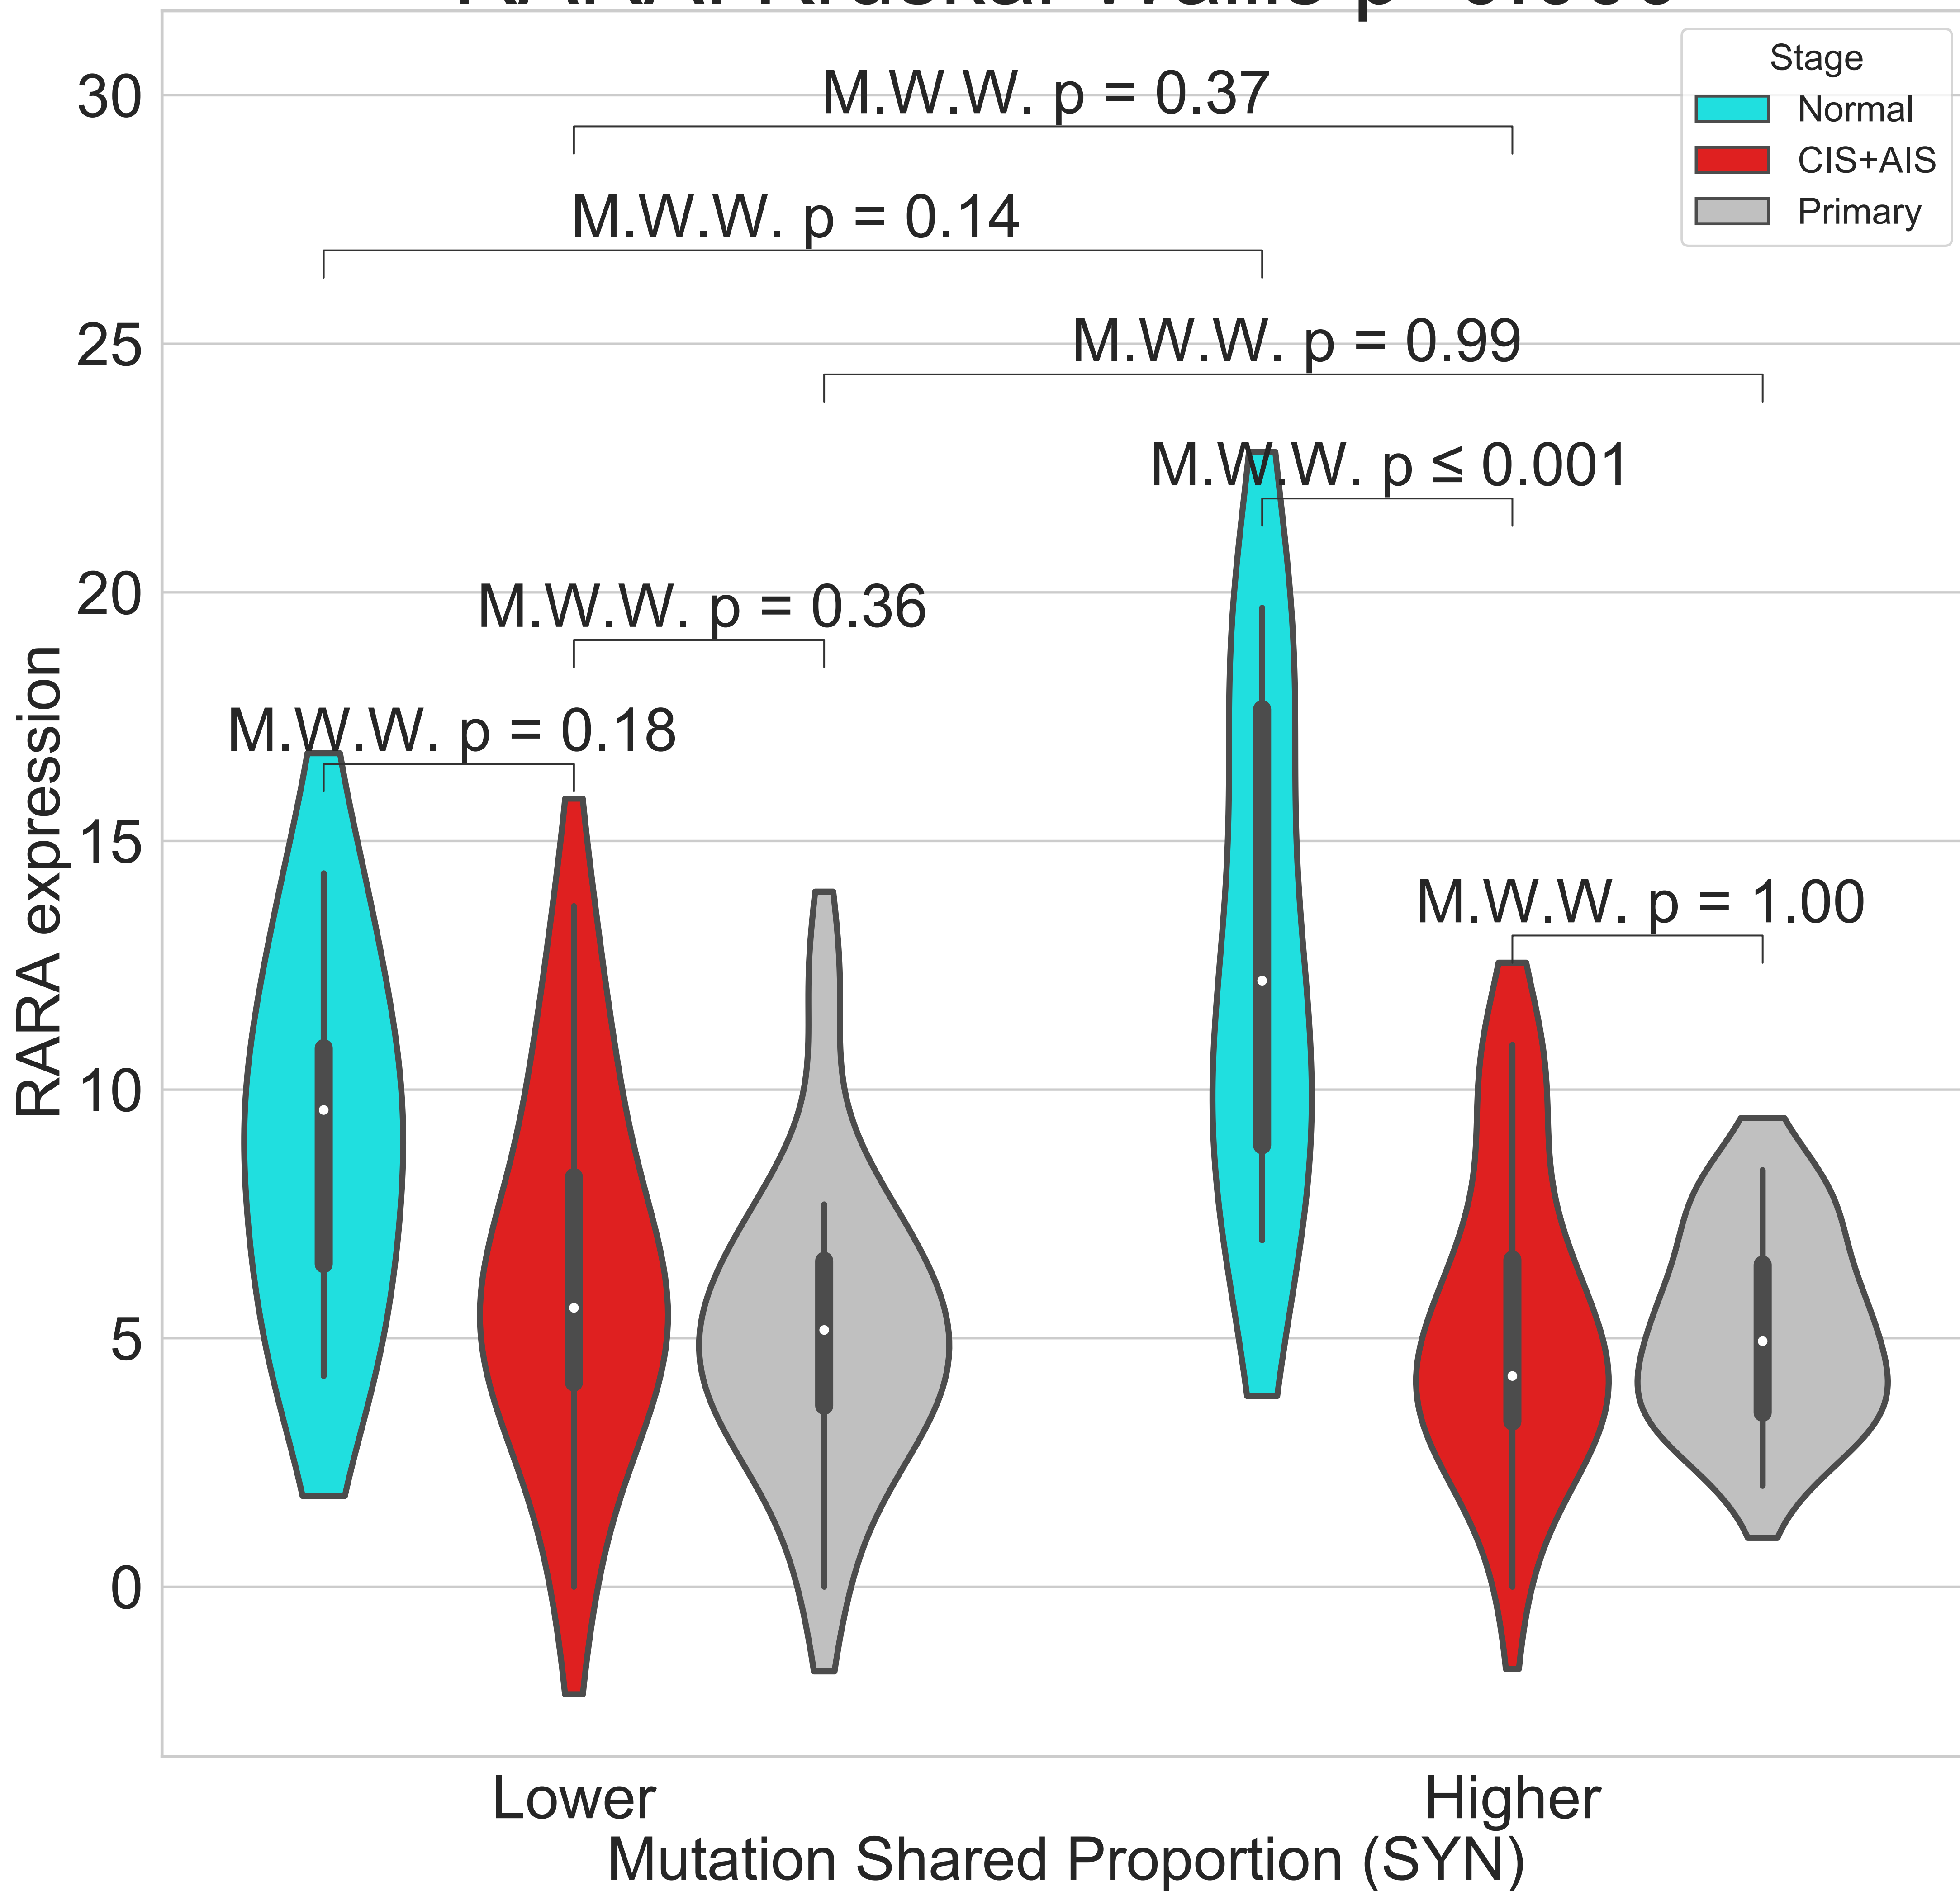 Stage
Normal
CIS+AIS
Primary
M.W.W. p = 0.37
M.W.W. p = 0.14
M.W.W. p = 0.99
M.W.W. p ≤ 0.001
M.W.W. p = 0.36
M.W.W. p = 0.18
M.W.W. p = 1.00
30
25
20
15
10
5
0
RARA expression
Lower
Higher
Mutation Shared Proportion (SYN)